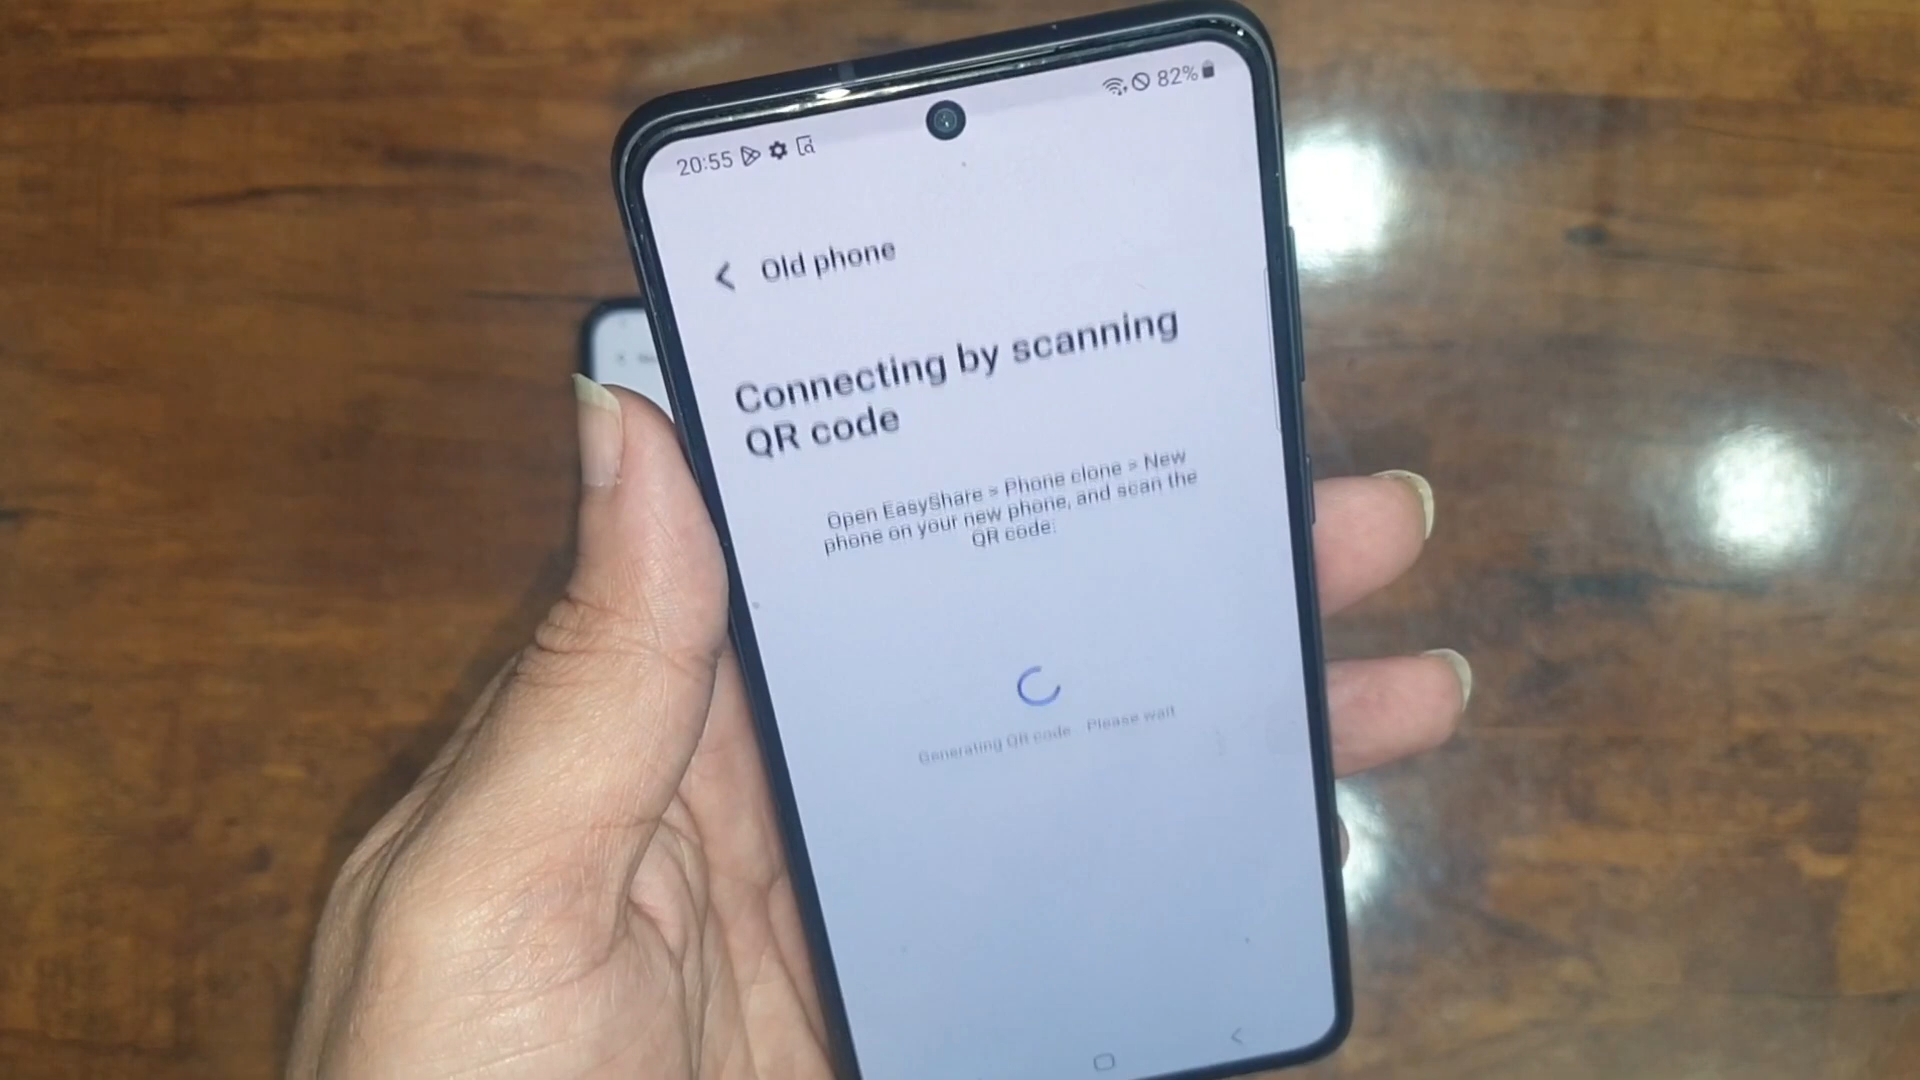 20:55 82%
Old phone
Connecting by scanning
QR code
Open EasyShare > Phone clone > New
phone on your new phone, and scan the
QR code.
Generating QR code Please wait